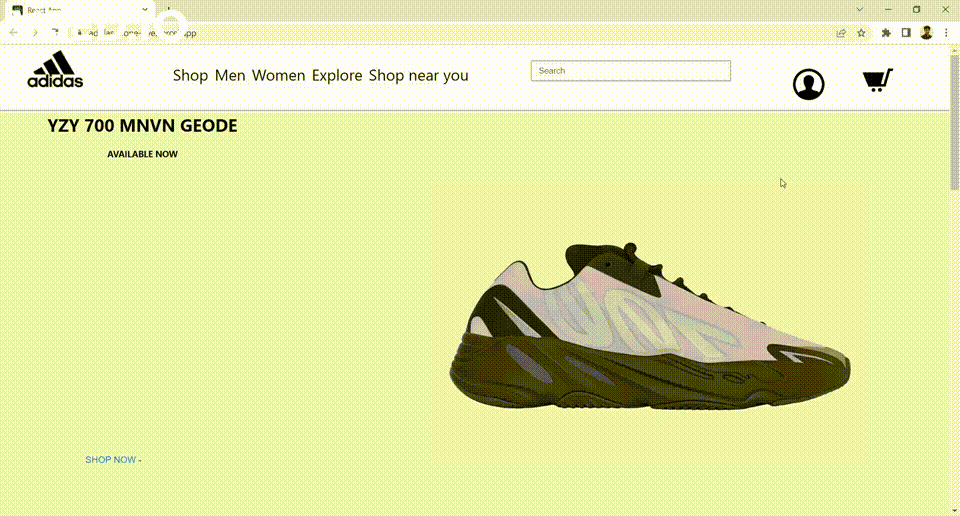 React App
adidas
Shop Men Women Explore Shop near you
Search
YZY 700 MNVN GEODE
AVAILABLE NOW
SHOP NOW -